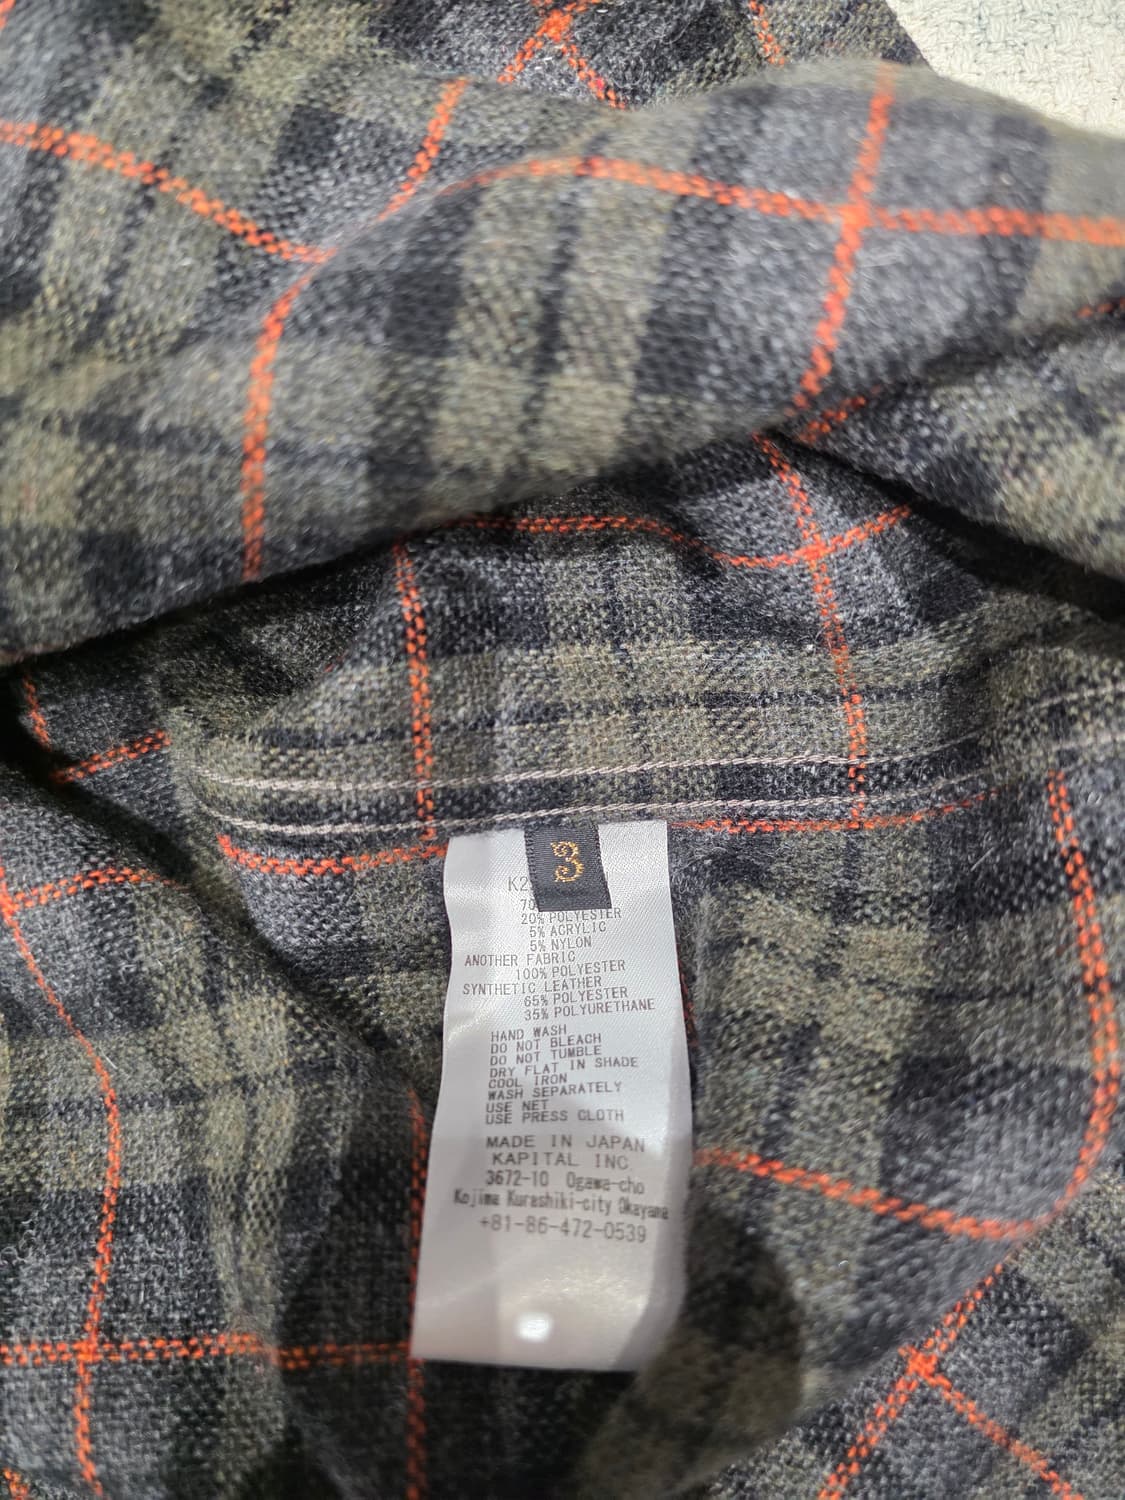 3
K2
70
20% POLYESTER
5% ACRYLIC
5% NYLON
ANOTHER FABRIC
100% POLYESTER
SYNTHETIC LEATHER
65% POLYESTER
35% POLYURETHANE
HAND WASH
DO NOT BLEACH
DO NOT TUMBLE
DRY FLAT IN SHADE
COOL IRON
WASH SEPARATELY
USE NET
USE PRESS CLOTH
MADE IN JAPAN
KAPITAL INC.
3672-10 Ogawa-cho
Kojima Kurashiki-city Okayama
+81-86-472-0539